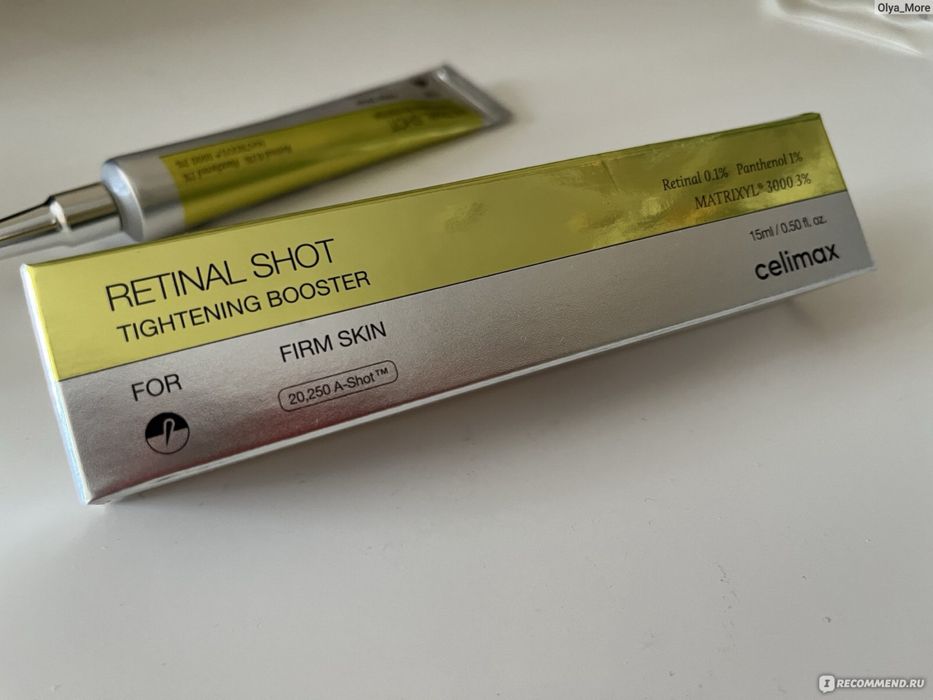 Olya_More
RETINAL SHOT
TIGHTENING BOOSTER
Retinal 0.1% Panthenol 1%
MATRIXYL® 3000 3%
15ml / 0.50 fl. oz.
celimax
FOR
FIRM SKIN
20,250 A-Shot™
IRECOMMEND.RU